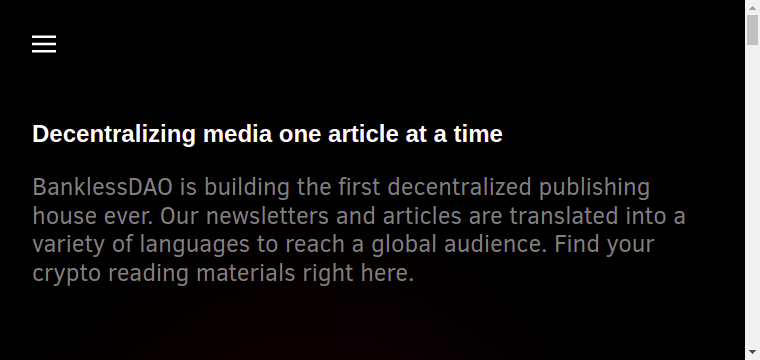 Decentralizing media one article at a time
BanklessDAO is building the first decentralized publishing
house ever. Our newsletters and articles are translated into a
variety of languages to reach a global audience. Find your
crypto reading materials right here.